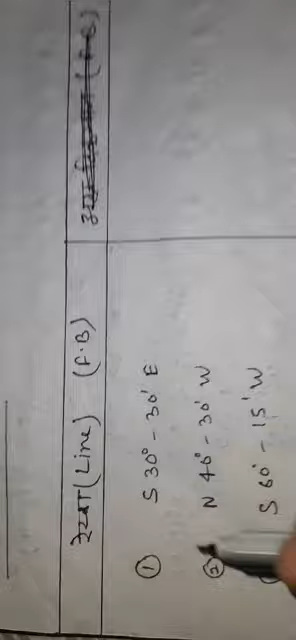 रेखा (Line) (F.B)
① S 30° - 30' E
② N 40° - 30' W
S 60° - 15' W